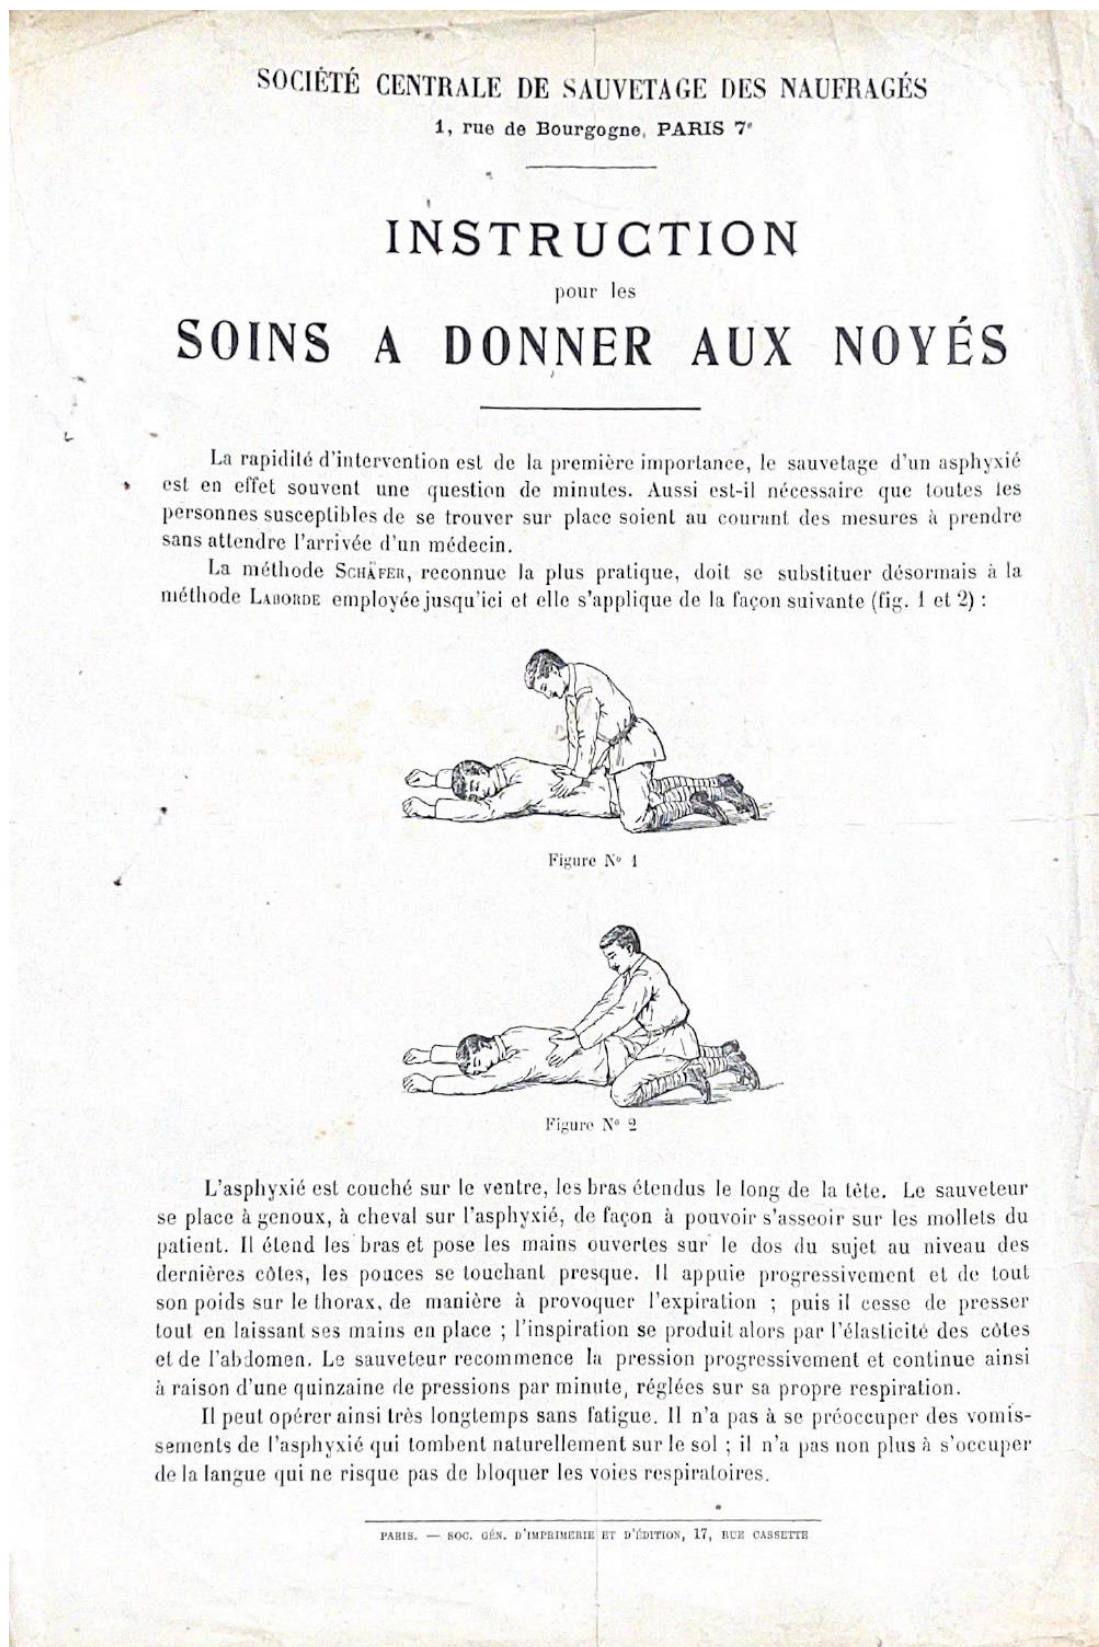 SOCIÉTÉ CENTRALE DE SAUVETAGE DES NAUFRAGÉS
1, rue de Bourgogne, PARIS 7e
INSTRUCTION
pour les
SOINS A DONNER AUX NOYÉS
La rapidité d'intervention est de la première importance, le sauvetage d'un asphyxié
est en effet souvent une question de minutes. Aussi est-il nécessaire que toutes les
personnes susceptibles de se trouver sur place soient au courant des mesures à prendre
sans attendre l'arrivée d'un médecin.
La méthode SCHÄFER, reconnue la plus pratique, doit se substituer désormais à la
méthode LABORDE employée jusqu'ici et elle s'applique de la façon suivante (fig. 1 et 2) :
Figure No 1
Figure No 2
L'asphyxié est couché sur le ventre, les bras étendus le long de la tête. Le sauveteur
se place à genoux, à cheval sur l'asphyxié, de façon à pouvoir s'asseoir sur les mollets du
patient. Il étend les bras et pose les mains ouvertes sur le dos du sujet au niveau des
dernières côtes, les pouces se touchant presque. Il appuie progressivement et de tout
son poids sur le thorax, de manière à provoquer l'expiration ; puis il cesse de presser
tout en laissant ses mains en place ; l'inspiration se produit alors par l'élasticité des côtes
et de l'abdomen. Le sauveteur recommence la pression progressivement et continue ainsi
à raison d'une quinzaine de pressions par minute, réglées sur sa propre respiration.
Il peut opérer ainsi très longtemps sans fatigue. Il n'a pas à se préoccuper des vomis-
sements de l'asphyxié qui tombent naturellement sur le sol ; il n'a pas non plus à s'occuper
de la langue qui ne risque pas de bloquer les voies respiratoires.
PARIS. — SOC. GÉN. D'IMPRIMERIE ET D'ÉDITION, 17, RUE CASSETTE